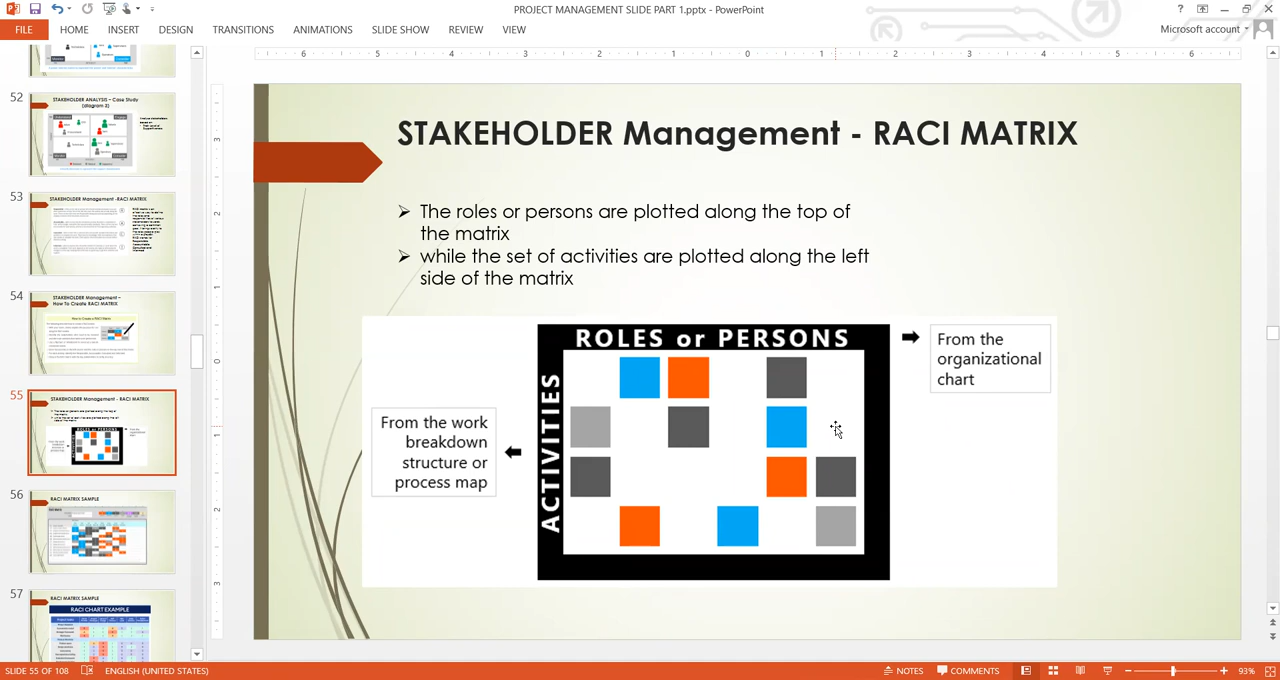 PROJECT MANAGEMENT SLIDE PART 1.pptx - PowerPoint
FILE HOME INSERT DESIGN TRANSITIONS ANIMATIONS SLIDE SHOW REVIEW VIEW
Microsoft account
52
STAKEHOLDER ANALYSIS – Case Study
(diagram 2)
53
STAKEHOLDER Management -RACI MATRIX
54
STAKEHOLDER Management –
How To Create RACI MATRIX
55
STAKEHOLDER Management - RACI MATRIX
56
RACI MATRIX SAMPLE
57
RACI MATRIX SAMPLE
RACI CHART EXAMPLE
STAKEHOLDER Management - RACI MATRIX
The roles or persons are plotted along the top of
the matrix
while the set of activities are plotted along the left
side of the matrix
ROLES or PERSONS
ACTIVITIES
From the
organizational
chart
From the work
breakdown
structure or
process map
SLIDE 55 OF 108 ENGLISH (UNITED STATES) NOTES COMMENTS 93%